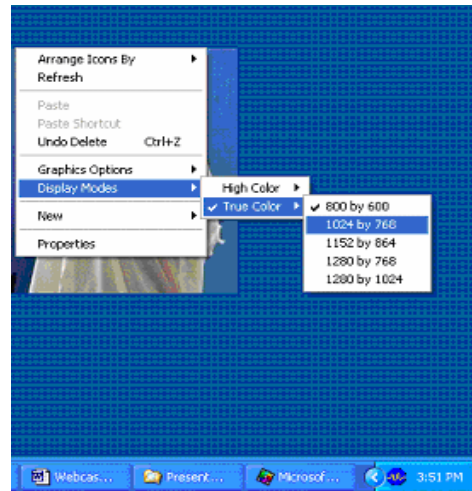 Arrange Icons By
Refresh
Paste
Paste Shortcut
Undo Delete Ctrl+Z
Graphics Options
Display Modes
New
Properties
High Color
True Color
800 by 600
1024 by 768
1152 by 864
1280 by 768
1280 by 1024
Webcas... Present... Microsof... 3:51 PM